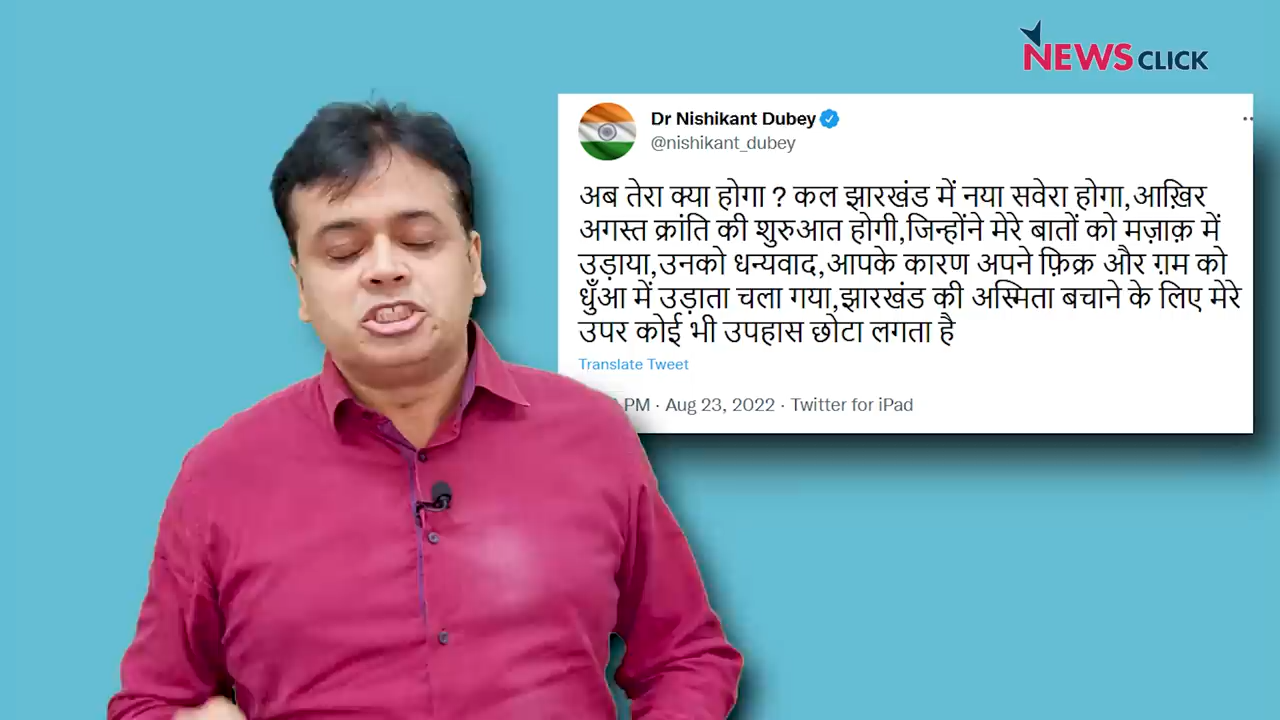 NEWS CLICK
Dr Nishikant Dubey
@nishikant_dubey
अब तेरा क्या होगा ? कल झारखंड में नया सवेरा होगा,आख़िर
अगस्त क्रांति की शुरुआत होगी,जिन्होंने मेरे बातों को मज़ाक़ में
उड़ाया,उनको धन्यवाद,आपके कारण अपने फ़िक्र और ग़म को
धुँआ में उड़ाता चला गया,झारखंड की अस्मिता बचाने के लिए मेरे
उपर कोई भी उपहास छोटा लगता है
Translate Tweet
PM · Aug 23, 2022 · Twitter for iPad